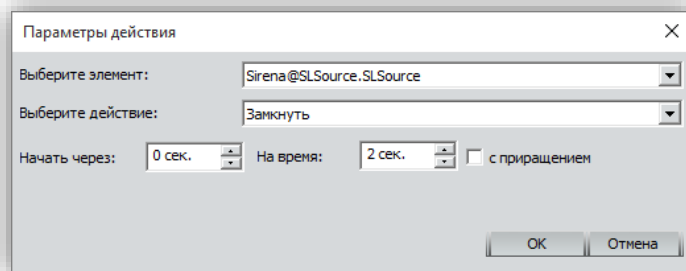 Параметры действия
Выберите элемент: Sirena@SLSource.SLSource
Выберите действие: Замкнуть
Начать через: 0 сек. На время: 2 сек. с приращением
OK Отмена